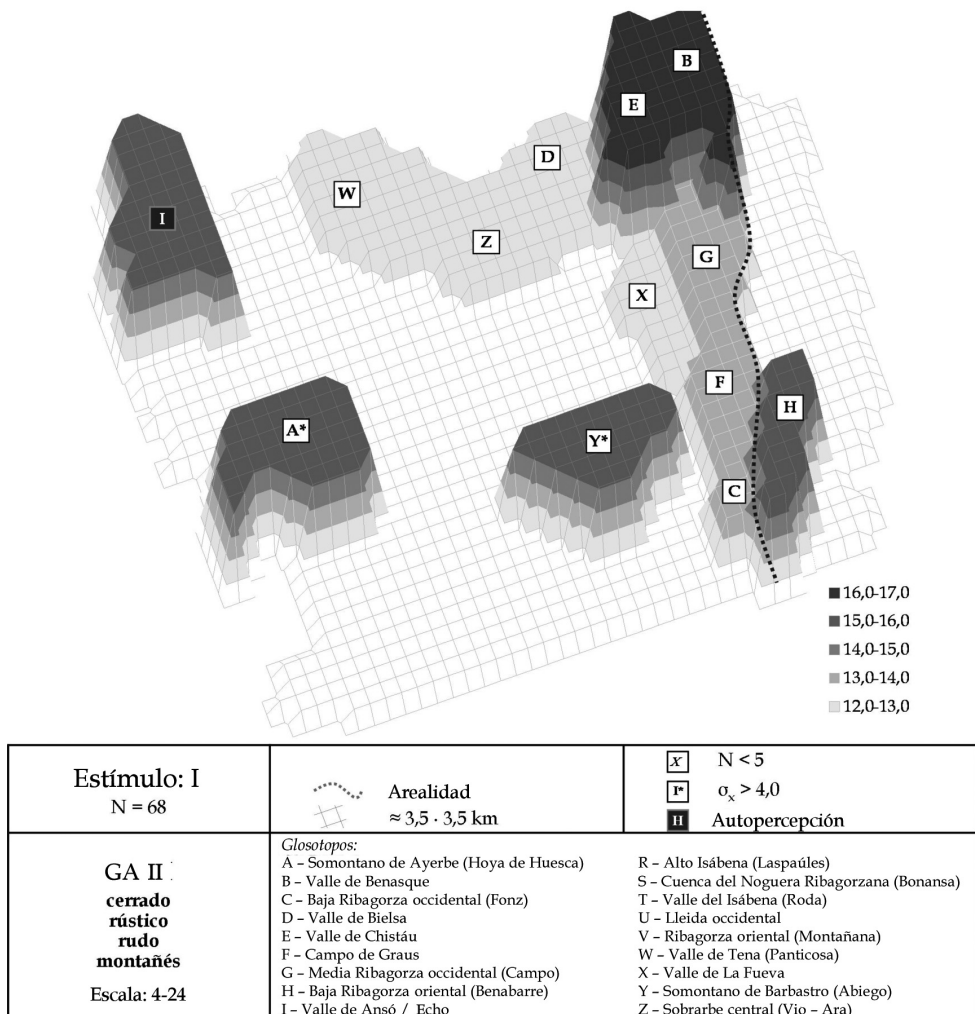 B
E
D
I
W
Z
G
X
F
H
A*
Y*
C
16,0-17,0
15,0-16,0
14,0-15,0
13,0-14,0
12,0-13,0
Estímulo: I
N = 68
Arealidad
≈ 3,5 · 3,5 km
X N < 5
I* σx > 4,0
H Autopercepción
GA II
cerrado
rústico
rudo
montañés
Escala: 4-24
Glosotopos:
A – Somontano de Ayerbe (Hoya de Huesca)
B – Valle de Benasque
C – Baja Ribagorza occidental (Fonz)
D – Valle de Bielsa
E – Valle de Chistáu
F – Campo de Graus
G – Media Ribagorza occidental (Campo)
H – Baja Ribagorza oriental (Benabarre)
I – Valle de Ansó / Echo
R – Alto Isábena (Laspaúles)
S – Cuenca del Noguera Ribagorzana (Bonansa)
T – Valle del Isábena (Roda)
U – Lleida occidental
V – Ribagorza oriental (Montañana)
W – Valle de Tena (Panticosa)
X – Valle de La Fueva
Y – Somontano de Barbastro (Abiego)
Z – Sobrarbe central (Vio – Ara)